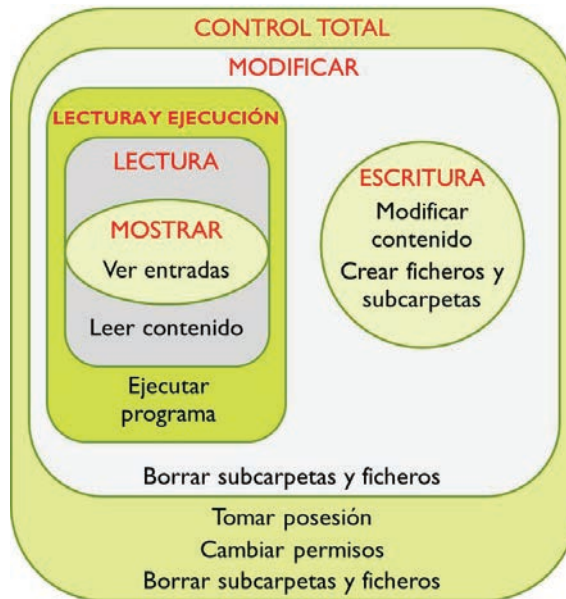 CONTROL TOTAL
MODIFICAR
LECTURA Y EJECUCIÓN
LECTURA
MOSTRAR
Ver entradas
Leer contenido
Ejecutar
programa
ESCRITURA
Modificar
contenido
Crear ficheros y
subcarpetas
Borrar subcarpetas y ficheros
Tomar posesión
Cambiar permisos
Borrar subcarpetas y ficheros